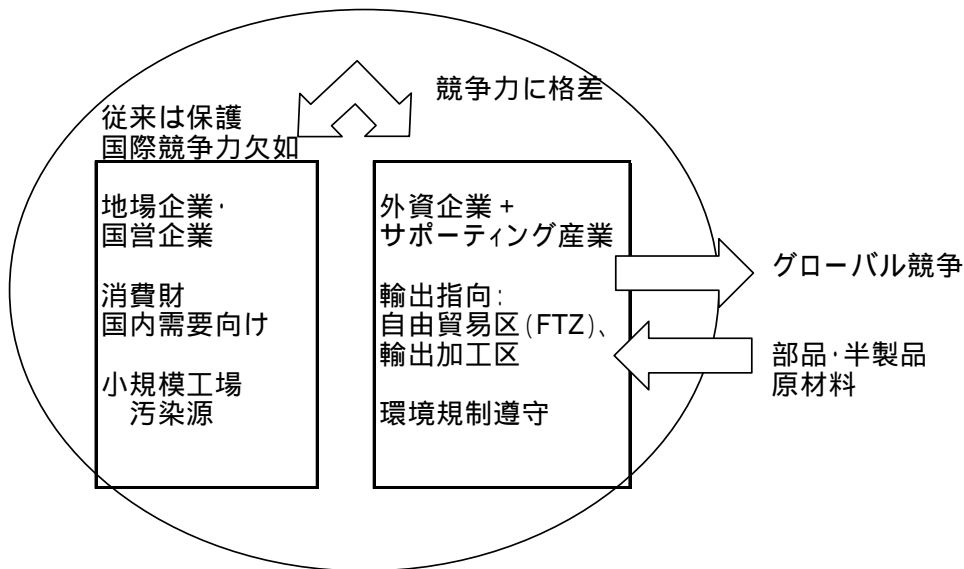 競争力に格差
従来は保護
国際競争力欠如
地場企業・
国営企業
消費財
国内需要向け
小規模工場
汚染源
外資企業 +
サポーティング産業
輸出指向:
自由貿易区(FTZ)、
輸出加工区
環境規制遵守
グローバル競争
部品・半製品
原材料